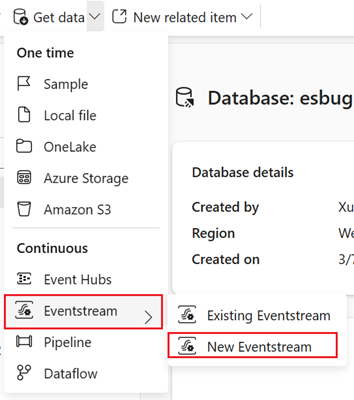 Get data
New related item
One time
Sample
Local file
OneLake
Azure Storage
Amazon S3
Continuous
Event Hubs
Eventstream
Pipeline
Dataflow
Existing Eventstream
New Eventstream
Database: esbug
Database details
Created by Xu
Region We
Created on 3/7